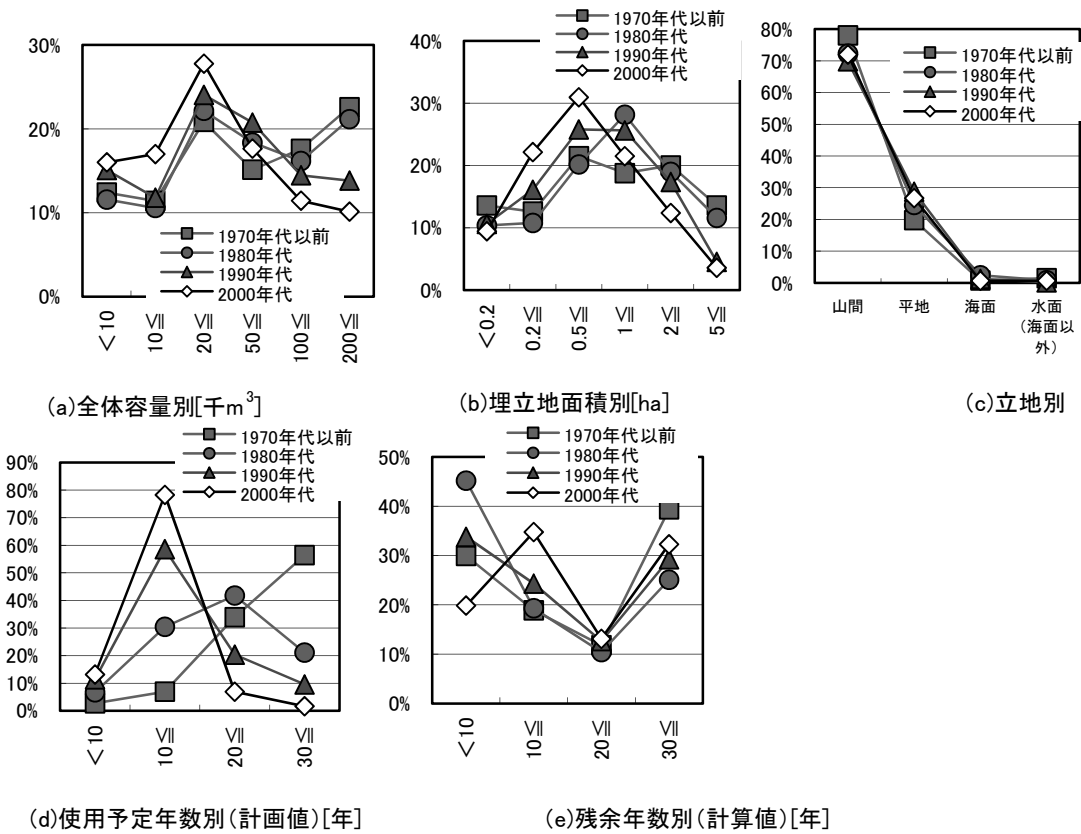 30%
20%
10%
0%
1970年代以前
1980年代
1990年代
2000年代
<10
10≦
20≦
50≦
100≦
200≦
(a)全体容量別[千m³]
40%
30%
20%
10%
0%
1970年代以前
1980年代
1990年代
2000年代
<0.2
0.2≦
0.5≦
1≦
2≦
5≦
(b)埋立地面積別[ha]
80%
70%
60%
50%
40%
30%
20%
10%
0%
1970年代以前
1980年代
1990年代
2000年代
山間
平地
海面
水面
(海面以
外)
(c)立地別
90%
80%
70%
60%
50%
40%
30%
20%
10%
0%
1970年代以前
1980年代
1990年代
2000年代
<10
10≦
20≦
30≦
(d)使用予定年数別(計画値)[年]
50%
40%
30%
20%
10%
0%
1970年代以前
1980年代
1990年代
2000年代
<10
10≦
20≦
30≦
(e)残余年数別(計算値)[年]